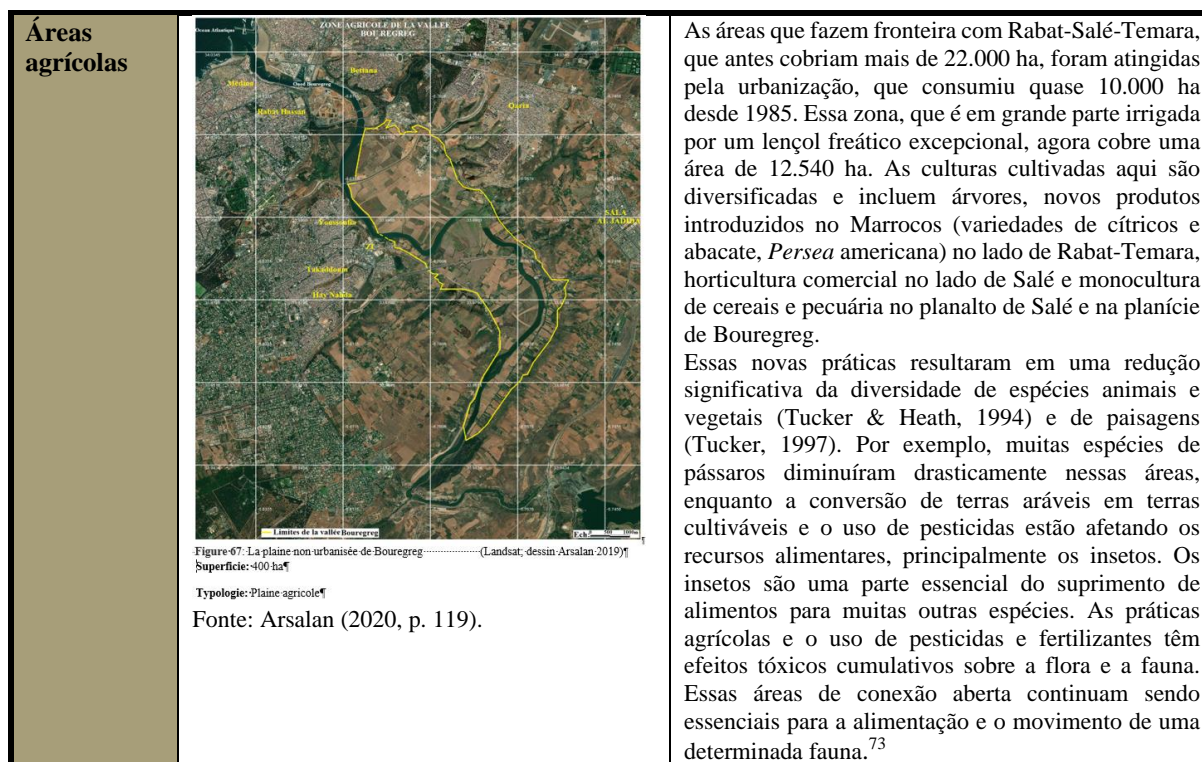 Áreas
agrícolas
ZONE AGRICOLE DE LA VALLEE
BOU REGREG
Ocean Atlantique
Bettana
Médina
Oued Bouregreg
Rabat Hassan
Qaria
SALA
AL JADIDA
Youssoufia
ZI
Takaddoum
Hay Nahda
Limites de la vallée Bouregreg
Ech: 0 500 1000m
Figure 67: La plaine non urbanisée de Bouregreg (Landsat; dessin Arsalan 2019)¶
Superficie: 400 ha¶
Typologie: Plaine agricole¶
Fonte: Arsalan (2020, p. 119).
As áreas que fazem fronteira com Rabat-Salé-Temara,
que antes cobriam mais de 22.000 ha, foram atingidas
pela urbanização, que consumiu quase 10.000 ha
desde 1985. Essa zona, que é em grande parte irrigada
por um lençol freático excepcional, agora cobre uma
área de 12.540 ha. As culturas cultivadas aqui são
diversificadas e incluem árvores, novos produtos
introduzidos no Marrocos (variedades de cítricos e
abacate, Persea americana) no lado de Rabat-Temara,
horticultura comercial no lado de Salé e monocultura
de cereais e pecuária no planalto de Salé e na planície
de Bouregreg.
Essas novas práticas resultaram em uma redução
significativa da diversidade de espécies animais e
vegetais (Tucker & Heath, 1994) e de paisagens
(Tucker, 1997). Por exemplo, muitas espécies de
pássaros diminuíram drasticamente nessas áreas,
enquanto a conversão de terras aráveis em terras
cultiváveis e o uso de pesticidas estão afetando os
recursos alimentares, principalmente os insetos. Os
insetos são uma parte essencial do suprimento de
alimentos para muitas outras espécies. As práticas
agrícolas e o uso de pesticidas e fertilizantes têm
efeitos tóxicos cumulativos sobre a flora e a fauna.
Essas áreas de conexão aberta continuam sendo
essenciais para a alimentação e o movimento de uma
determinada fauna.73